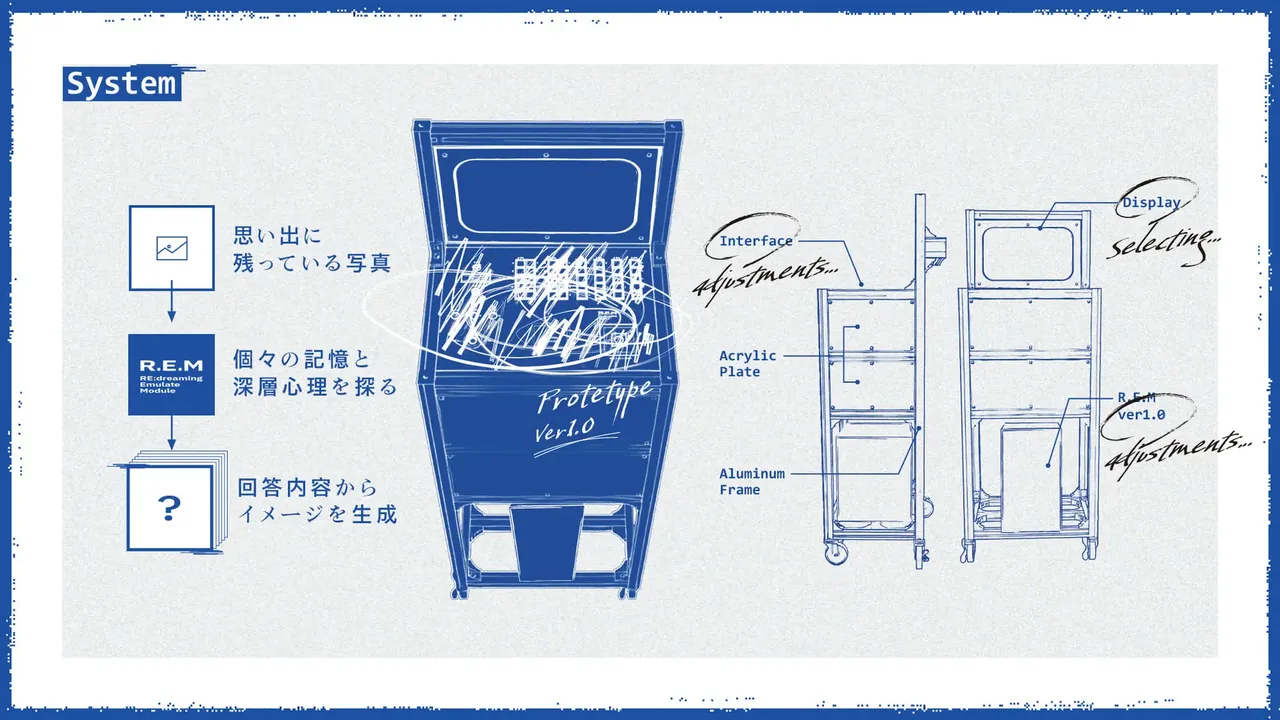 System
思い出に
残っている写真
R.E.M
RE:dreaming
Emulate
Module
個々の記憶と
深層心理を探る
?
回答内容から
イメージを生成
Prototype
ver1.0
Interface
adjustments...
Acrylic
Plate
Aluminum
Frame
Display
selecting...
R.E.M
ver1.0
adjustments...